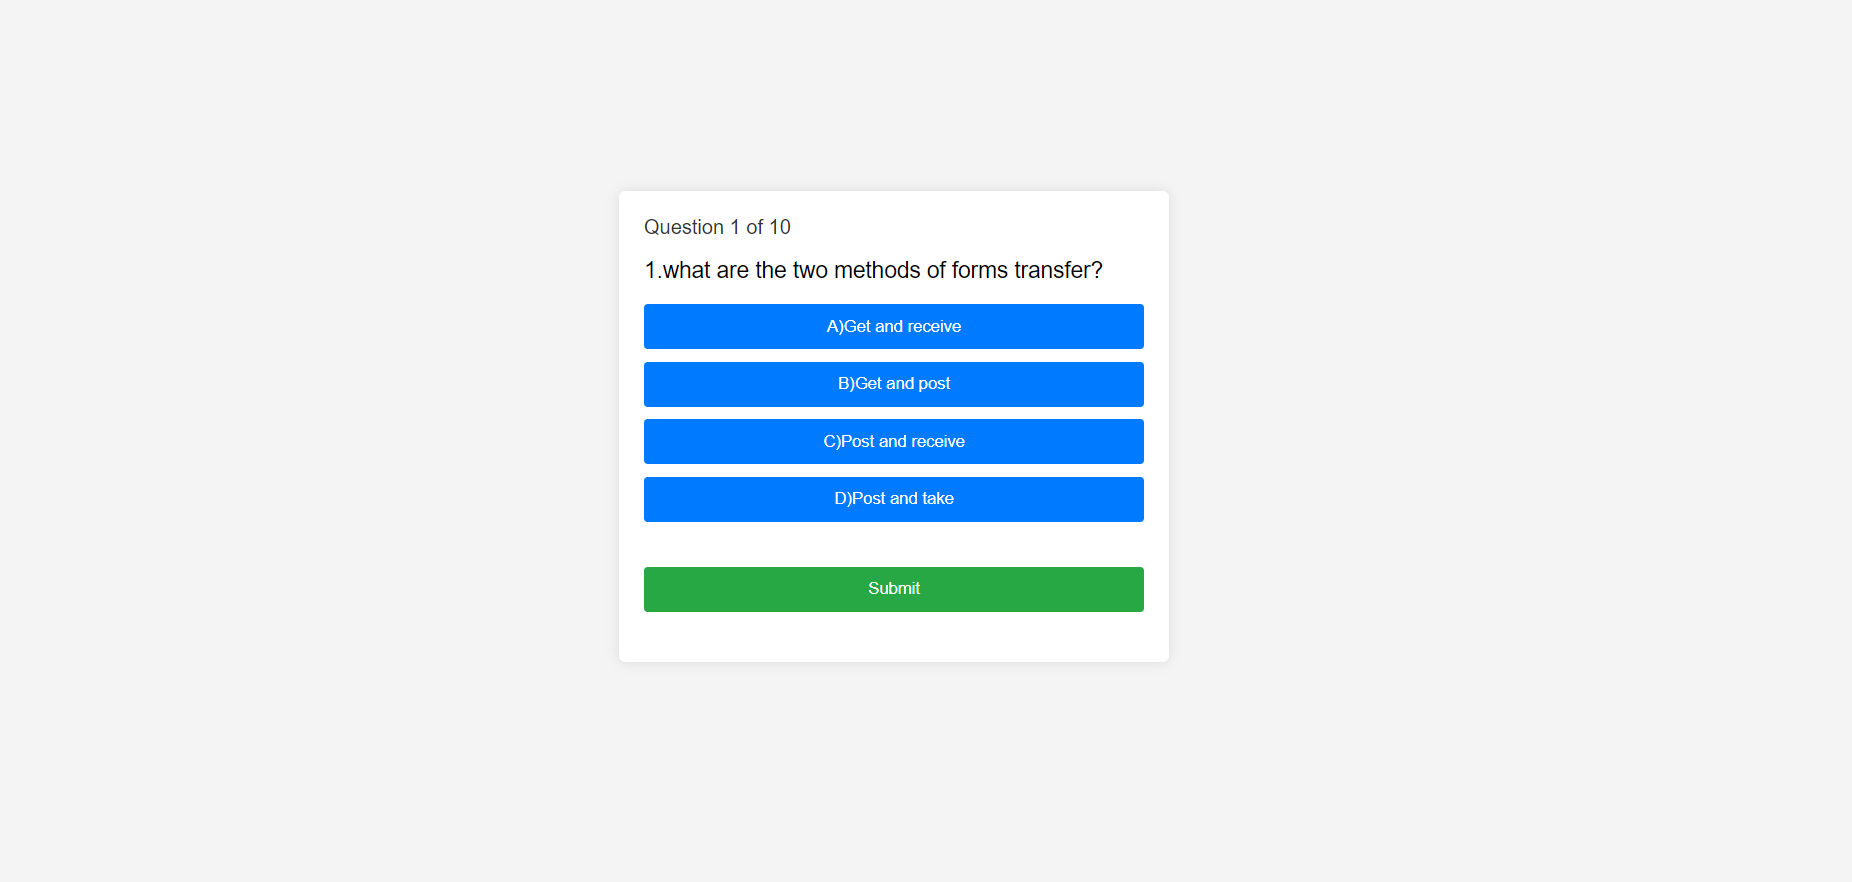 Question 1 of 10
1.what are the two methods of forms transfer?
A)Get and receive
B)Get and post
C)Post and receive
D)Post and take
Submit